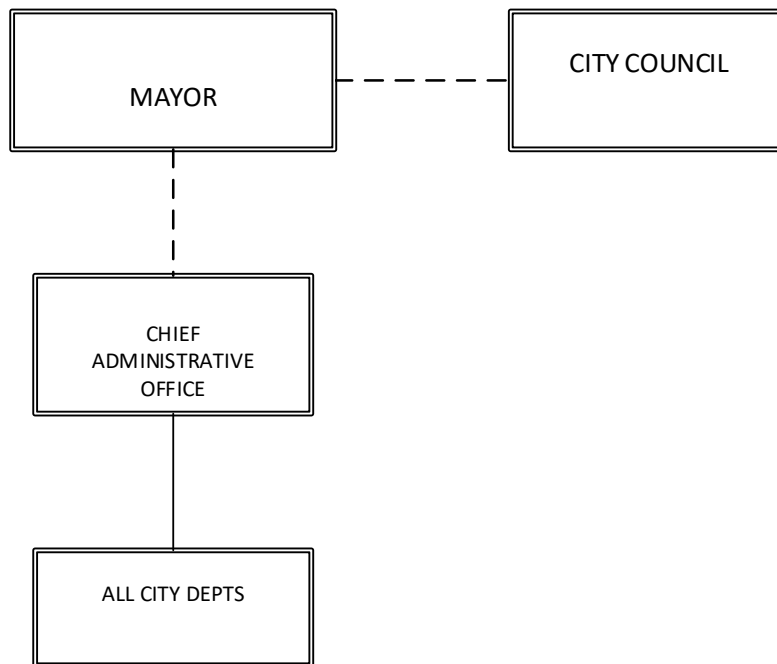 MAYOR
CITY COUNCIL
CHIEF
ADMINISTRATIVE
OFFICE
ALL CITY DEPTS